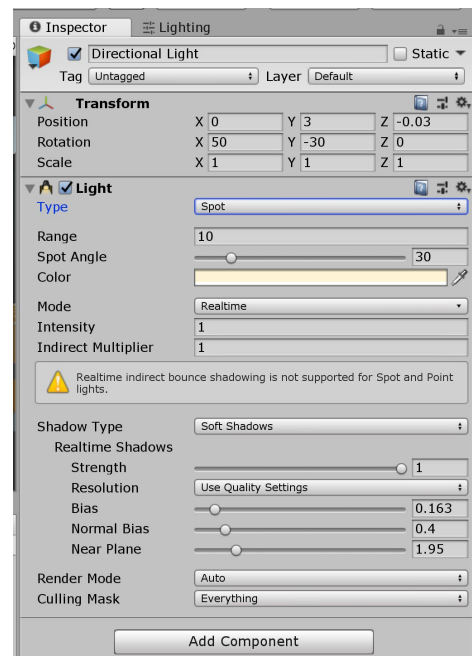 Inspector Lighting
Directional Light Static
Tag Untagged Layer Default
Transform
Position X 0 Y 3 Z -0.03
Rotation X 50 Y -30 Z 0
Scale X 1 Y 1 Z 1
Light
Type Spot
Range 10
Spot Angle 30
Color
Mode Realtime
Intensity 1
Indirect Multiplier 1
Realtime indirect bounce shadowing is not supported for Spot and Point
lights.
Shadow Type Soft Shadows
Realtime Shadows
Strength 1
Resolution Use Quality Settings
Bias 0.163
Normal Bias 0.4
Near Plane 1.95
Render Mode Auto
Culling Mask Everything
Add Component